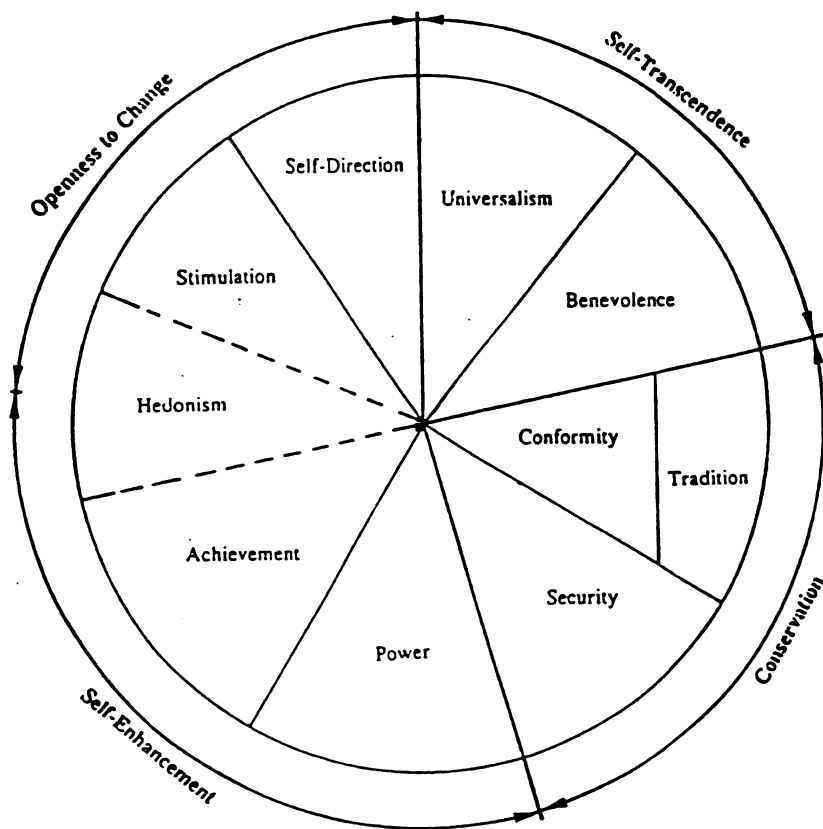 Openness to Change
Self-Transcendence
Self-Direction
Universalism
Stimulation
Benevolence
Hedonism
Conformity
Tradition
Achievement
Security
Power
Self-Enhancement
Conservation